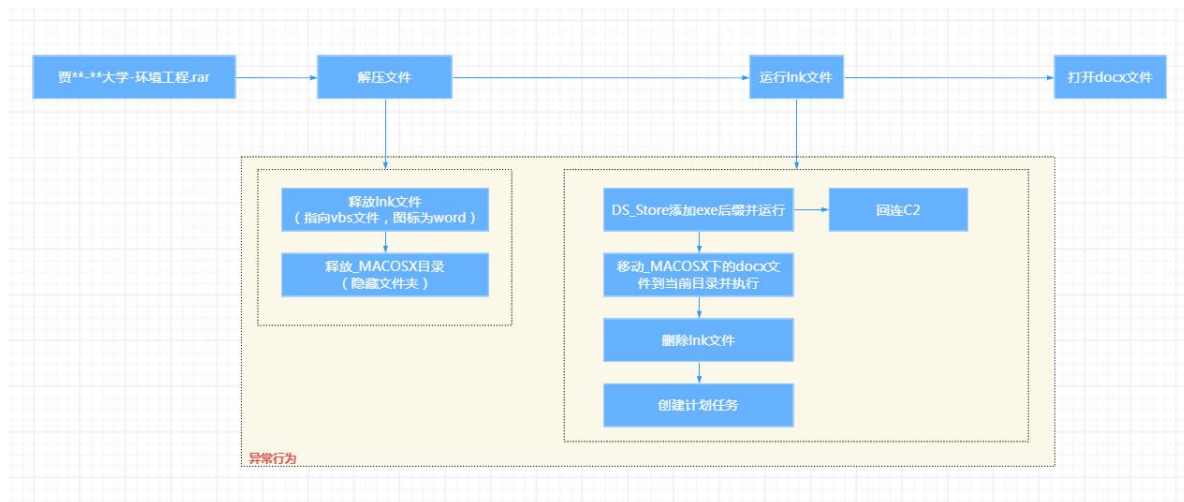 贾**-**大学-环境工程.rar
解压文件
运行lnk文件
打开docx文件
释放lnk文件
（指向vbs文件，图标为word）
释放_MACOSX目录
（隐藏文件夹）
DS_Store添加exe后缀并运行
回连C2
移动_MACOSX下的docx文
件到当前目录并执行
删除lnk文件
创建计划任务
异常行为